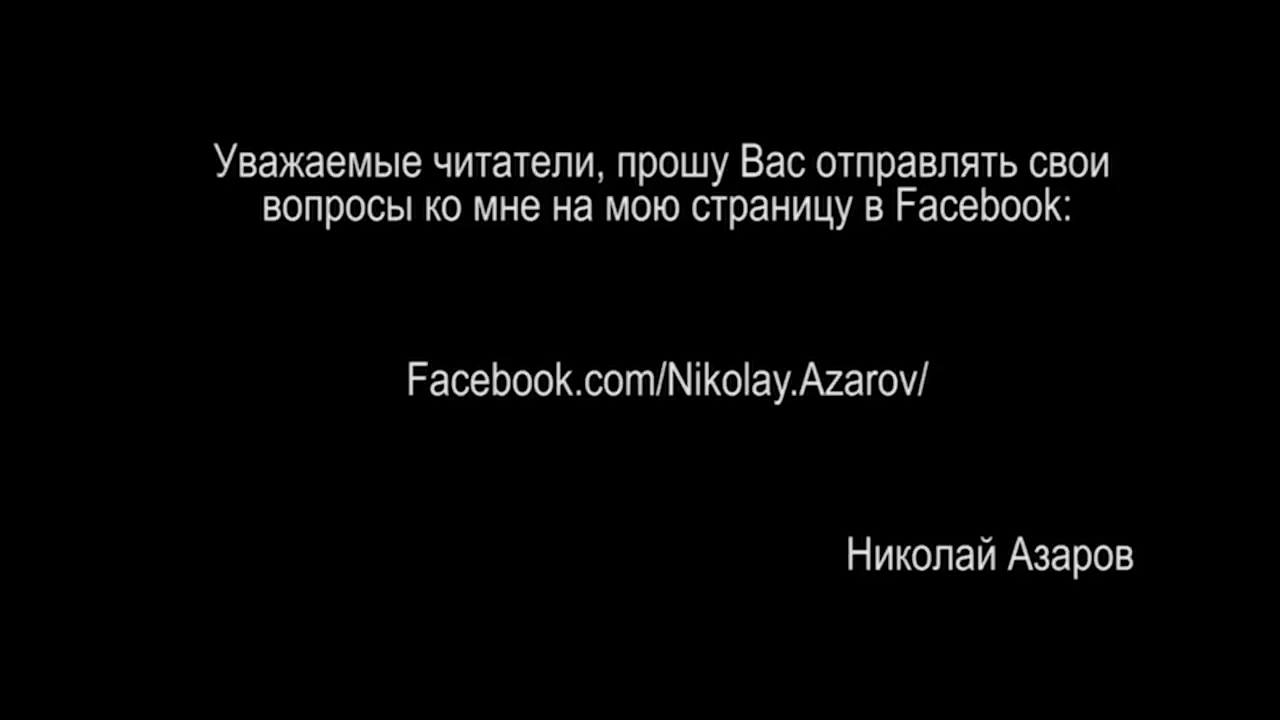 Уважаемые читатели, прошу Вас отправлять свои
вопросы ко мне на мою страницу в Facebook:
Facebook.com/Nikolay.Azarov/
Николай Азаров